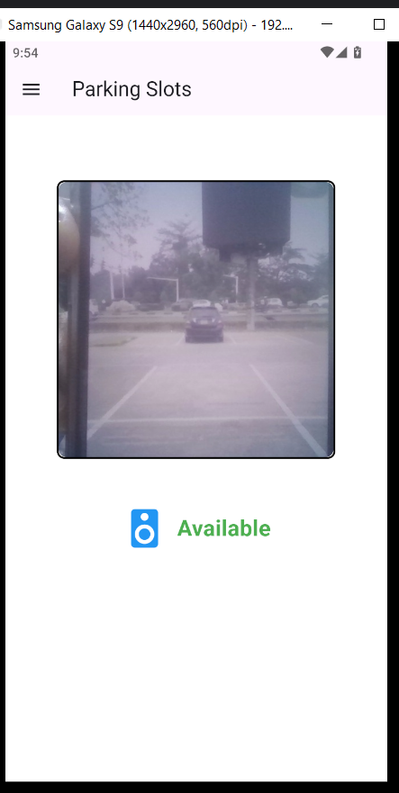 Samsung Galaxy S9 (1440x2960, 560dpi) - 192....
9:54
Parking Slots
Available